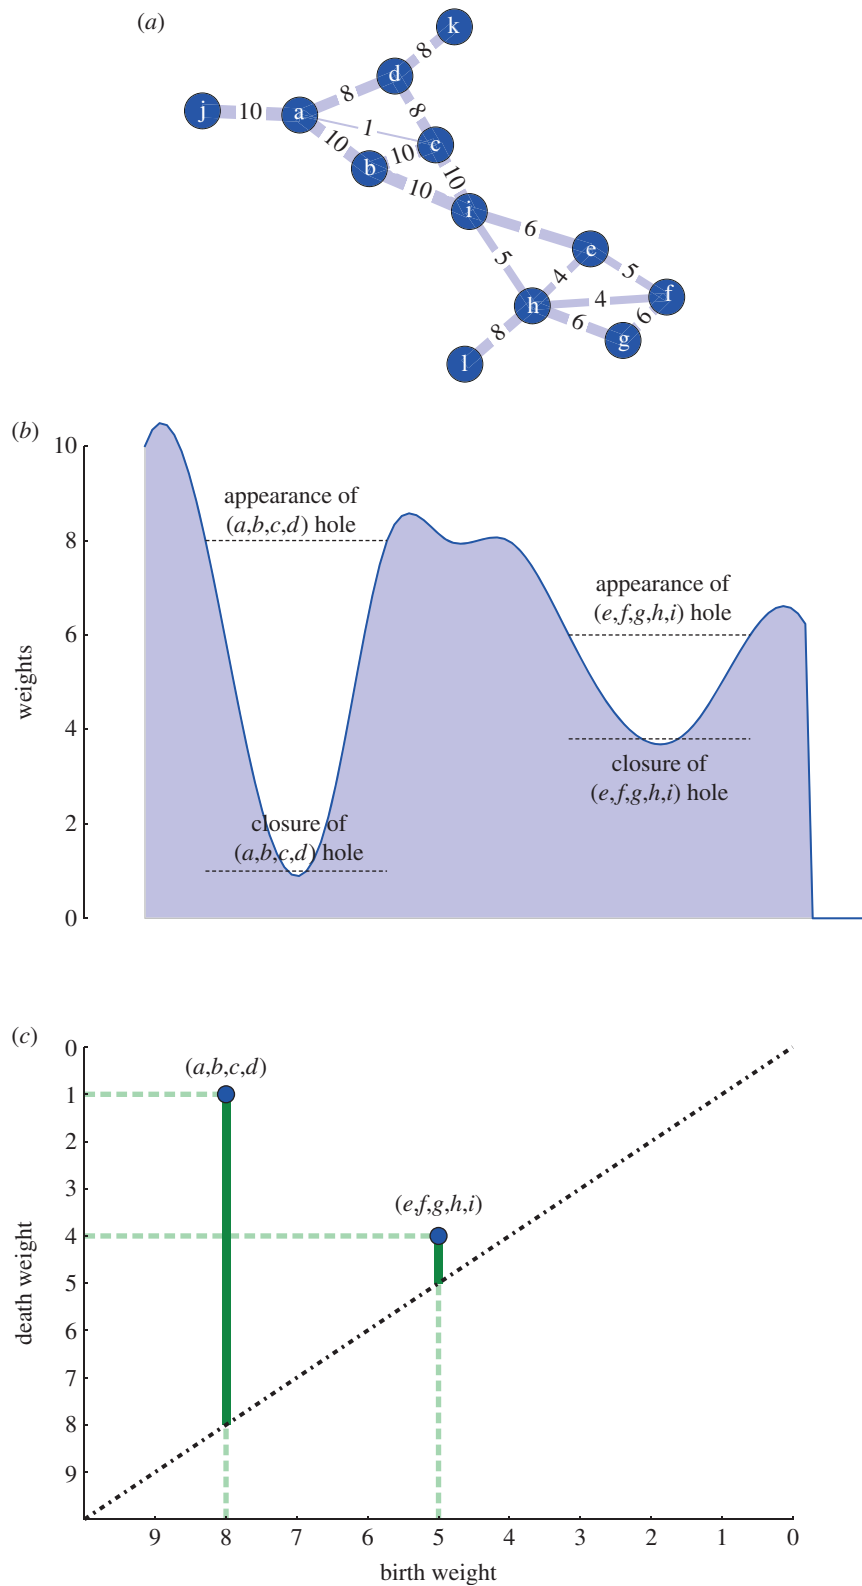 (a)
k
8
d
8
8
j
10
a
1
c
10
10
b
10
10
i
6
e
5
4
5
f
h
4
6
6
g
8
l
(b)
10
appearance of
(a,b,c,d) hole
8
appearance of
(e,f,g,h,i) hole
6
weights
4
closure of
(e,f,g,h,i) hole
2
closure of
(a,b,c,d) hole
0
(c)
0
(a,b,c,d)
1
2
3
(e,f,g,h,i)
4
death weight
5
6
7
8
9
9 8 7 6 5 4 3 2 1 0
birth weight